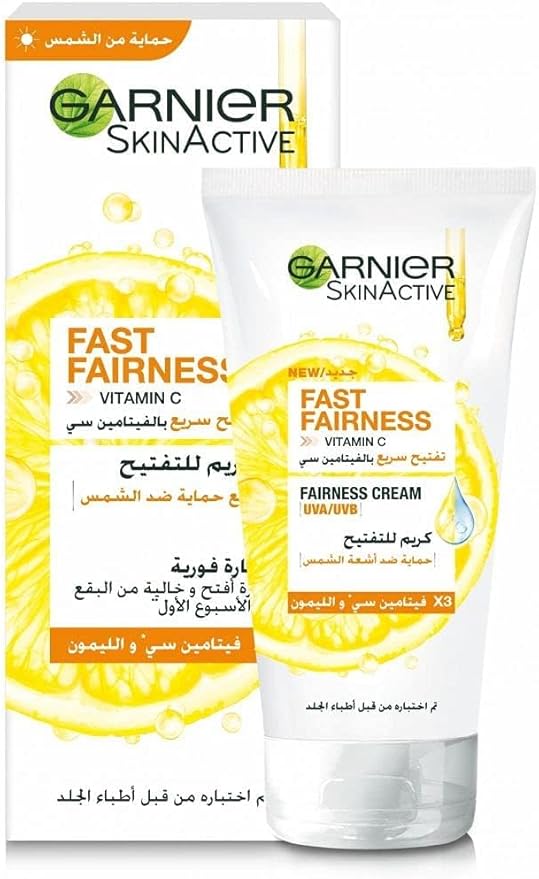 حماية من الشمس
GARNIER
SKINACTIVE
FAST
FAIRNESS
VITAMIN C
سريع بالفيتامين سي
كريم للتفتيح
حماية ضد الشمس
فورية
أفتح و خالية من البقع
الأسبوع الأول
فيتامين سي* و الليمون
تم اختباره من قبل أطباء الجلد
GARNIER
SKINACTIVE
NEW/جديد
FAST
FAIRNESS
VITAMIN C
تفتيح سريع بالفيتامين سي
FAIRNESS CREAM
UVA/UVB
كريم للتفتيح
حماية ضد أشعة الشمس
X3 فيتامين سي* و الليمون
تم اختباره من قبل أطباء الجلد